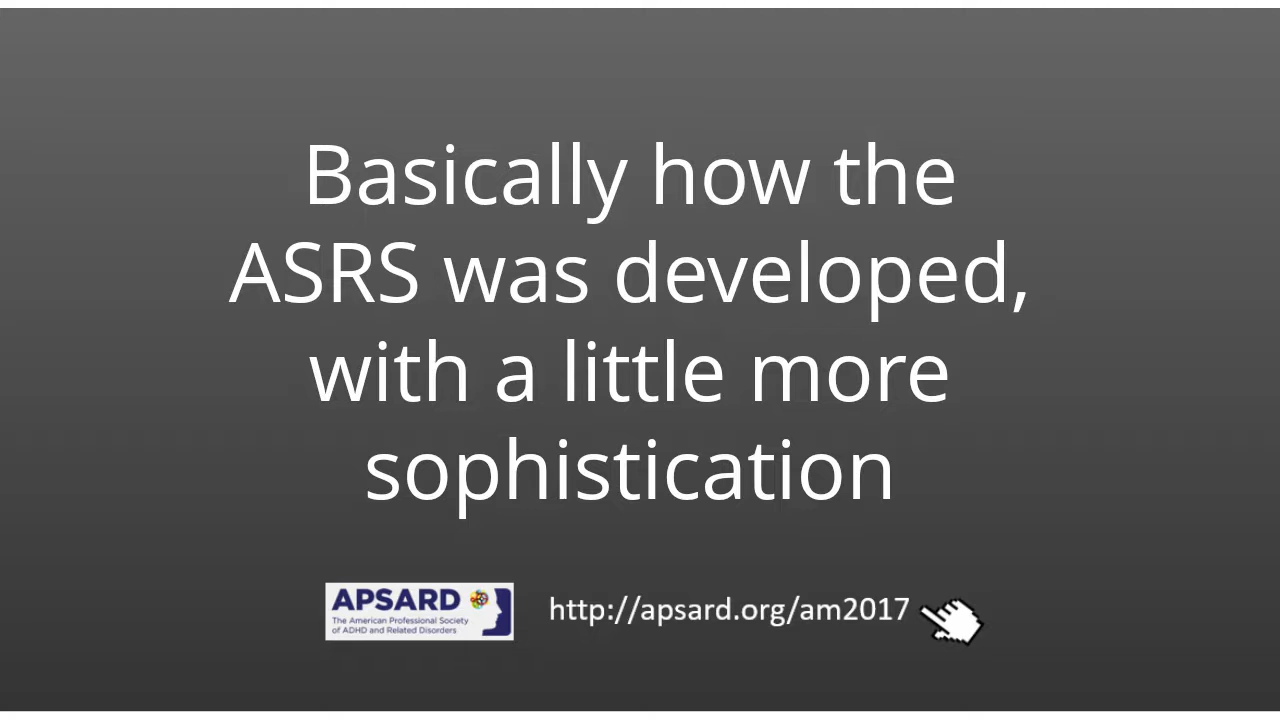 Basically how the
ASRS was developed,
with a little more
sophistication
APSARD
The American Professional Society
of ADHD and Related Disorders
http://apsard.org/am2017